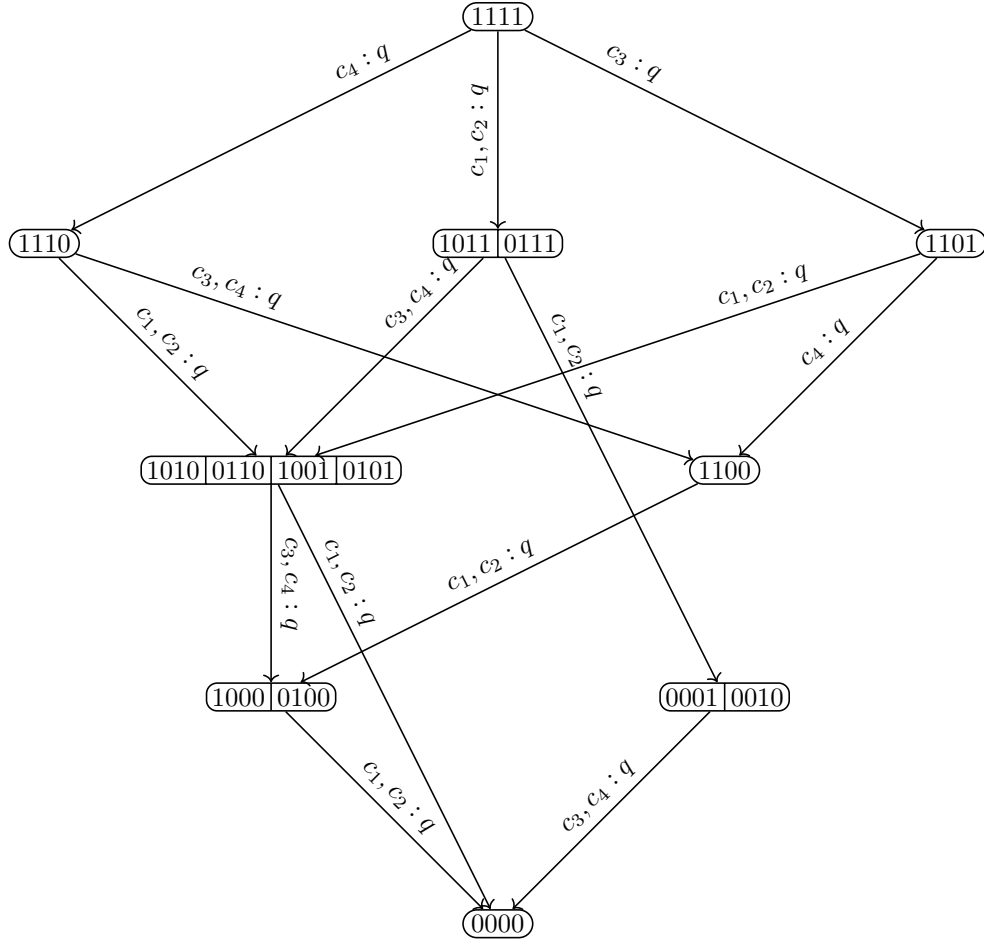 1111
c₄ : q
c₁, c₂ : q
c₃ : q
1110
1011 0111
1101
c₃, c₄ : q
c₃, c₄ : q
c₁, c₂ : q
c₁, c₂ : q
c₁, c₂ : q
c₄ : q
1010 0110 1001 0101
1100
c₃, c₄ : q
c₁, c₂ : q
c₁, c₂ : q
1000 0100
0001 0010
c₁, c₂ : q
c₃, c₄ : q
0000